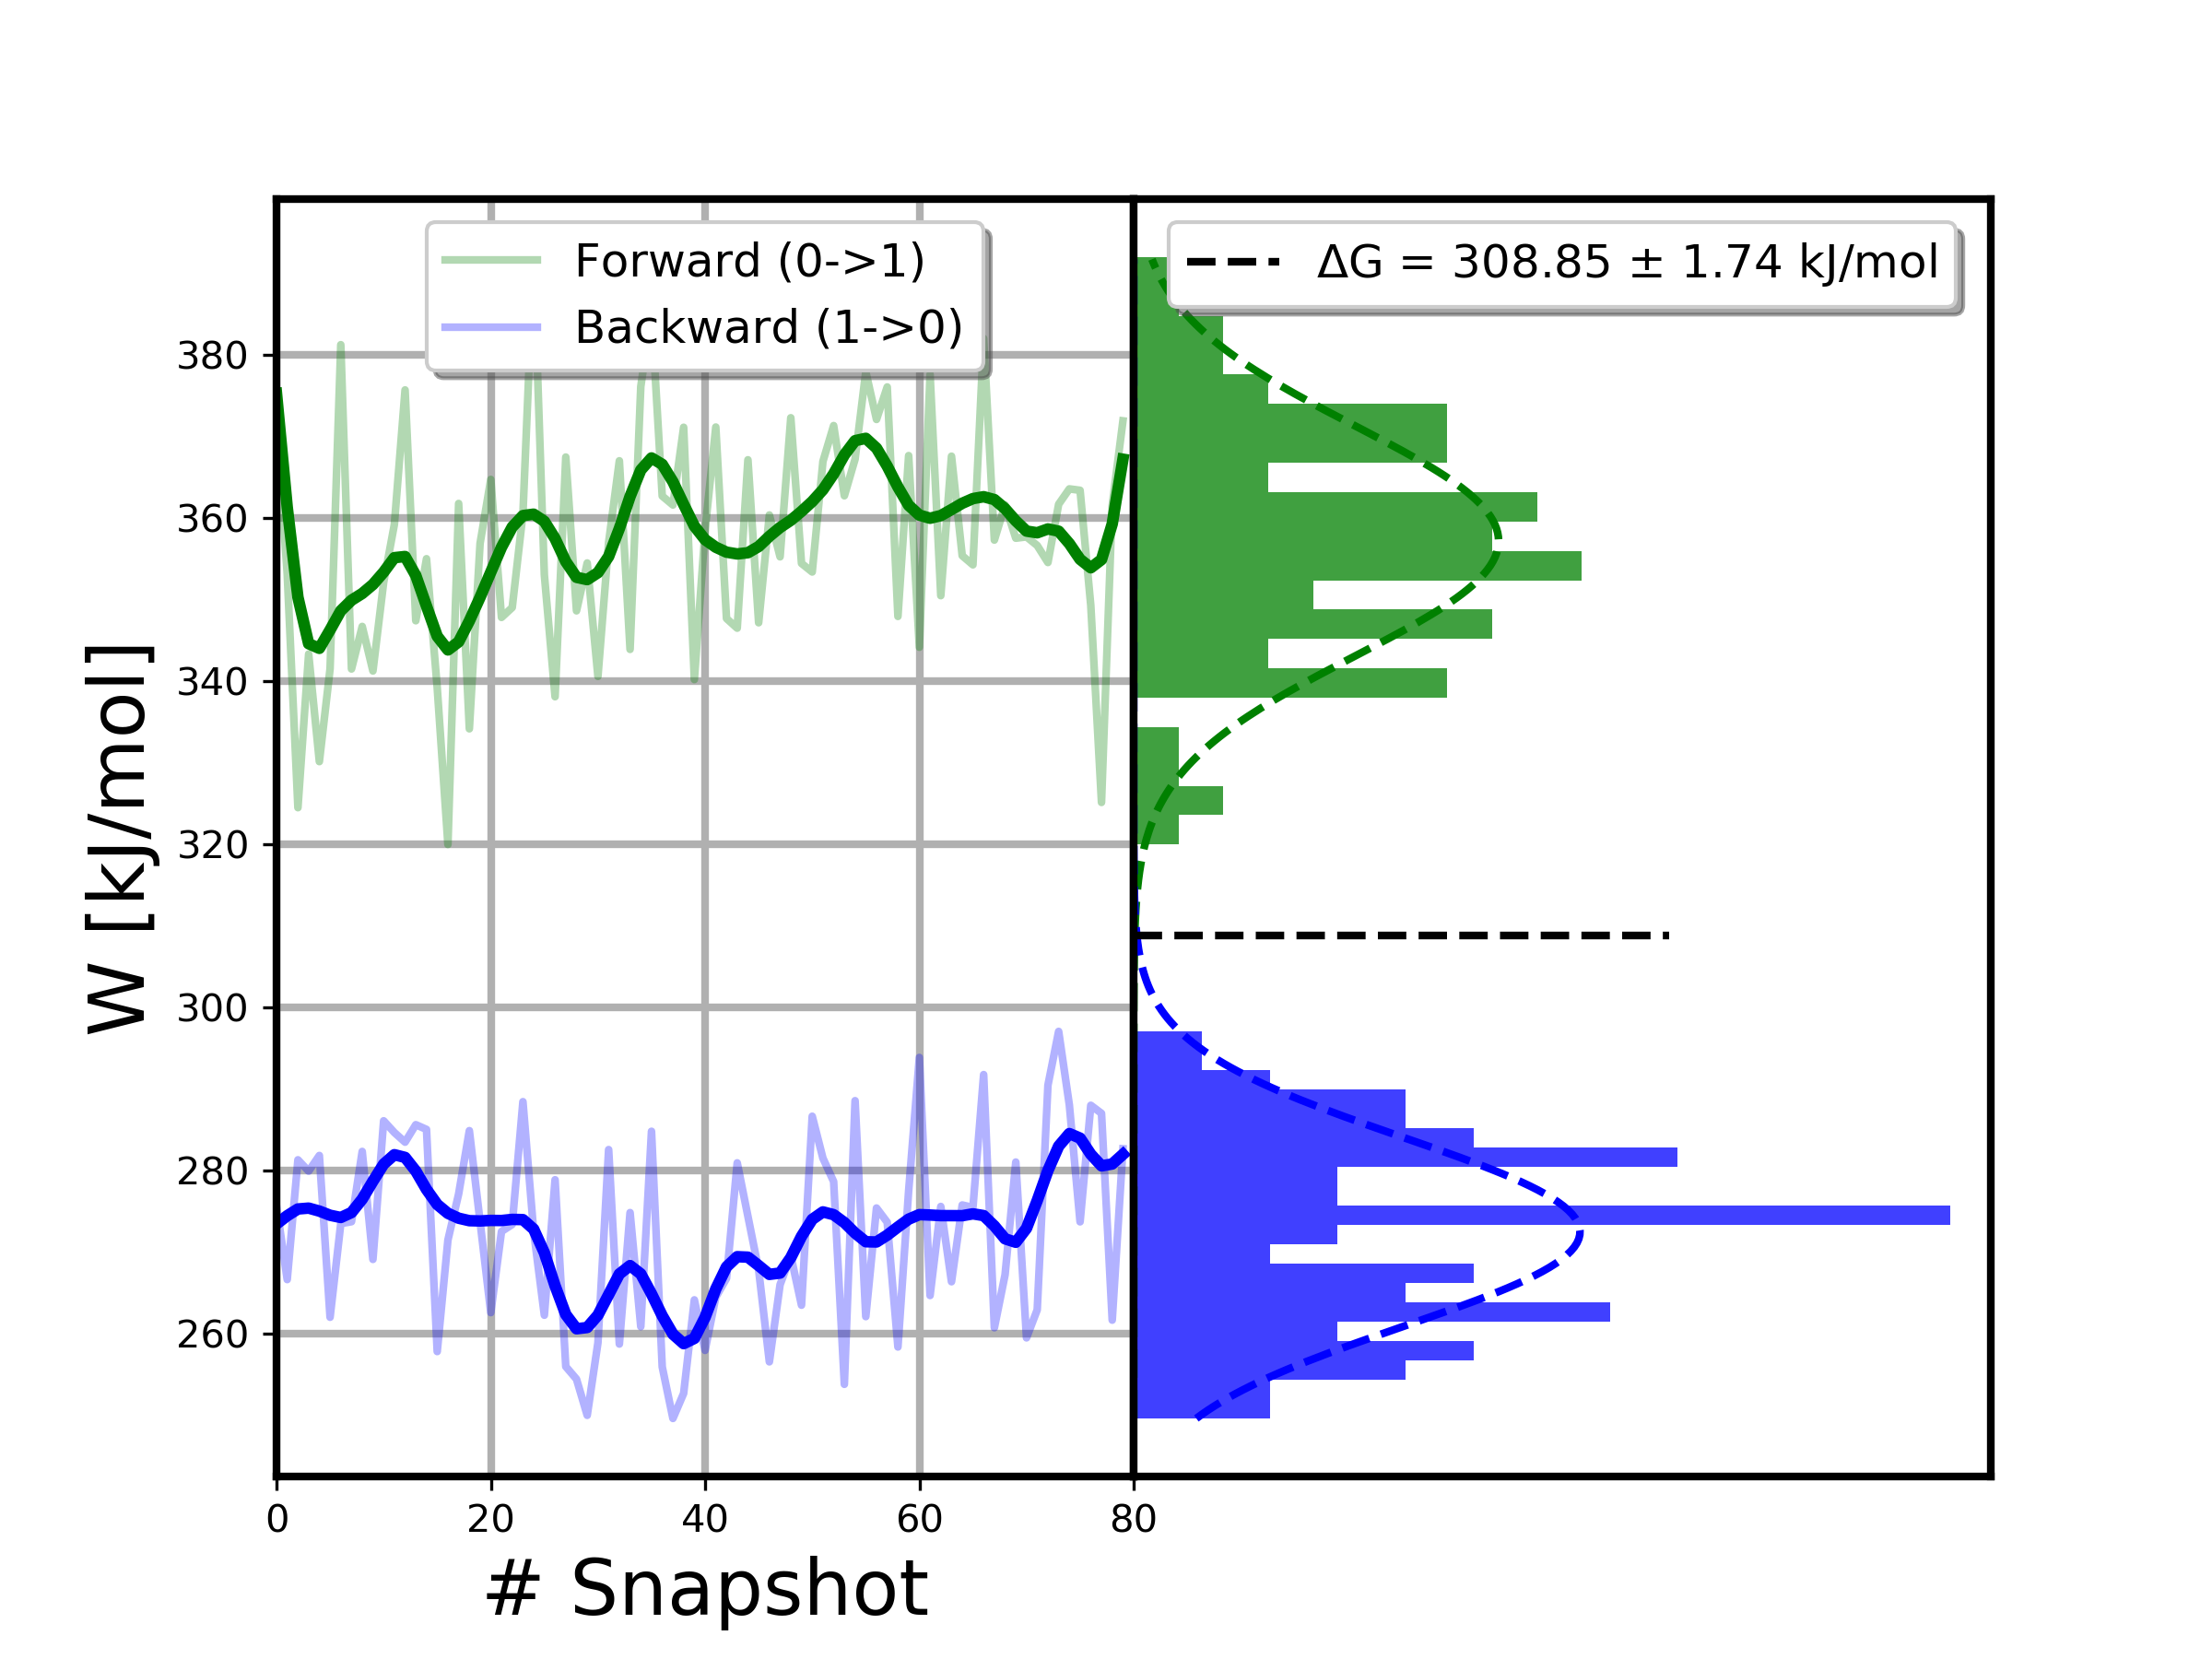 Forward (0->1)
Backward (1->0)
ΔG = 308.85 ± 1.74 kJ/mol
W [kJ/mol]
380
360
340
320
300
280
260
0 20 40 60 80
# Snapshot